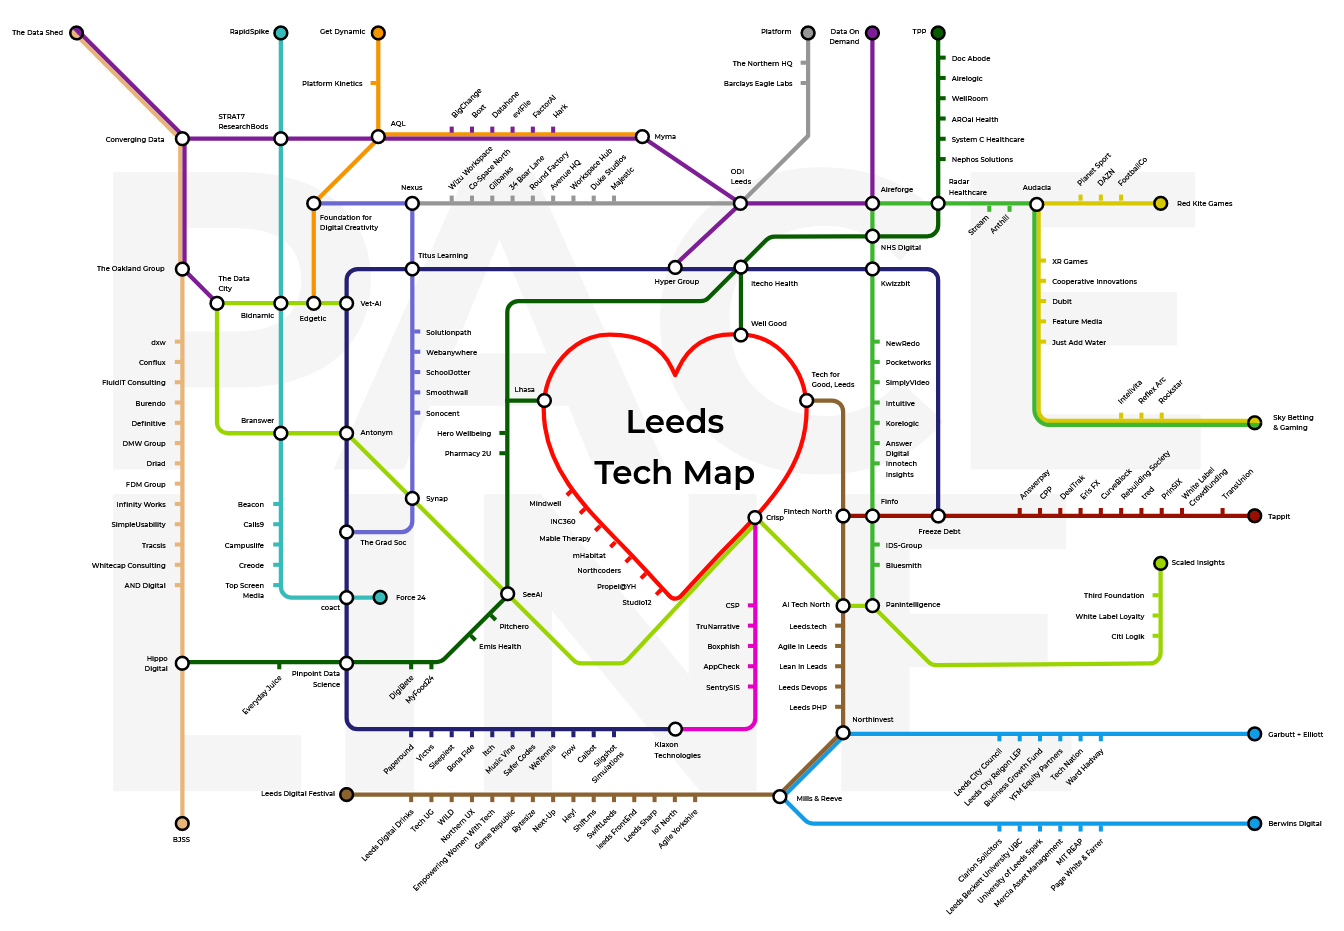 The Data Shed
RapidSpike
Get Dynamic
Platform
Data On
Demand
TPP
Platform Kinetics
The Northern HQ
Barclays Eagle Labs
Doc Abode
Airelogic
WellRoom
AROai Health
System C Healthcare
Nephos Solutions
Converging Data
STRAT7
ResearchBods
AQL
BigChange
Boxt
Datahone
eviFile
FactorAI
Hark
Myma
Wizu Workspace
Co-Space North
Gilbanks
34 Boar Lane
Round Factory
Avenue HQ
Workspace Hub
Duke Studios
Majestic
ODI
Leeds
Aireforge
Radar
Healthcare
Stream
Anthill
Audacia
Planet Sport
DAZN
FootballCo
Red Kite Games
Nexus
Foundation for
Digital Creativity
NHS Digital
The Oakland Group
The Data
City
Titus Learning
Hyper Group
Itecho Health
Kwizzbit
XR Games
Cooperative Innovations
Dubit
Feature Media
Just Add Water
Bidnamic
Edgetic
Vet-AI
Well Good
dxw
Conflux
FluidIT Consulting
Burendo
Definitive
DMW Group
Driad
FDM Group
Infinity Works
SimpleUsability
Tracsis
Whitecap Consulting
AND Digital
Solutionpath
Webanywhere
SchoolJotter
Smoothwall
Sonocent
NewRedo
Pocketworks
SimplyVideo
Intuitive
Korelogic
Answer
Digital
Innotech
Insights
Lhasa
Tech for
Good, Leeds
Leeds
Tech Map
Intelivita
Reflex Arc
Rockstar
Sky Betting
& Gaming
Branswer
Antonym
Hero Wellbeing
Pharmacy 2U
Synap
Beacon
Calls9
Campuslife
Creode
Top Screen
Media
The Grad Soc
Mindwell
INC360
Mable Therapy
mHabitat
Northcoders
Propel@YH
Studio12
Crisp
Fintech North
Finfo
Freeze Debt
Answerpay
CPP
DealTrak
Eris FX
CurveBlock
Rebuilding Society
tred
PrinSIX
White Label
Crowdfunding
TransUnion
Tappit
IDS-Group
Bluesmith
coact
Force 24
SeeAI
Pitchero
Emis Health
CSP
TruNarrative
Boxphish
AppCheck
SentrySIS
AI Tech North
Panintelligence
Leeds.tech
Agile In Leeds
Lean In Leads
Leeds Devops
Leeds PHP
Scaled Insights
Third Foundation
White Label Loyalty
Citi Logik
Hippo
Digital
Everyday Juice
Pinpoint Data
Science
DigiBete
MyFood24
Paperound
Victvs
Sleepiest
Bona Fide
Itch
Music Vine
Safer Codes
WeTennis
Flow
Calbot
Sligshot
Simulations
Klaxon
Technologies
NorthInvest
Leeds City Council
Leeds City Reigon LEP
Business Growth Fund
YFM Equity Partners
Tech Nation
Ward Hadway
Garbutt + Elliott
Leeds Digital Festival
Leeds Digital Drinks
Tech UG
WILD
Northern UX
Empowering Women With Tech
Game Republic
Bytesize
Next-Up
Hey!
Shift.ms
SwiftLeeds
leeds FrontEnd
Leeds Sharp
IoT North
Agile Yorkshire
Mills & Reeve
BJSS
Clarion Solicitors
Leeds Beckett University UBC
University of Leeds Spark
Mercia Asset Management
MIT REAP
Page White & Farrer
Berwins Digital
PACE
LINE